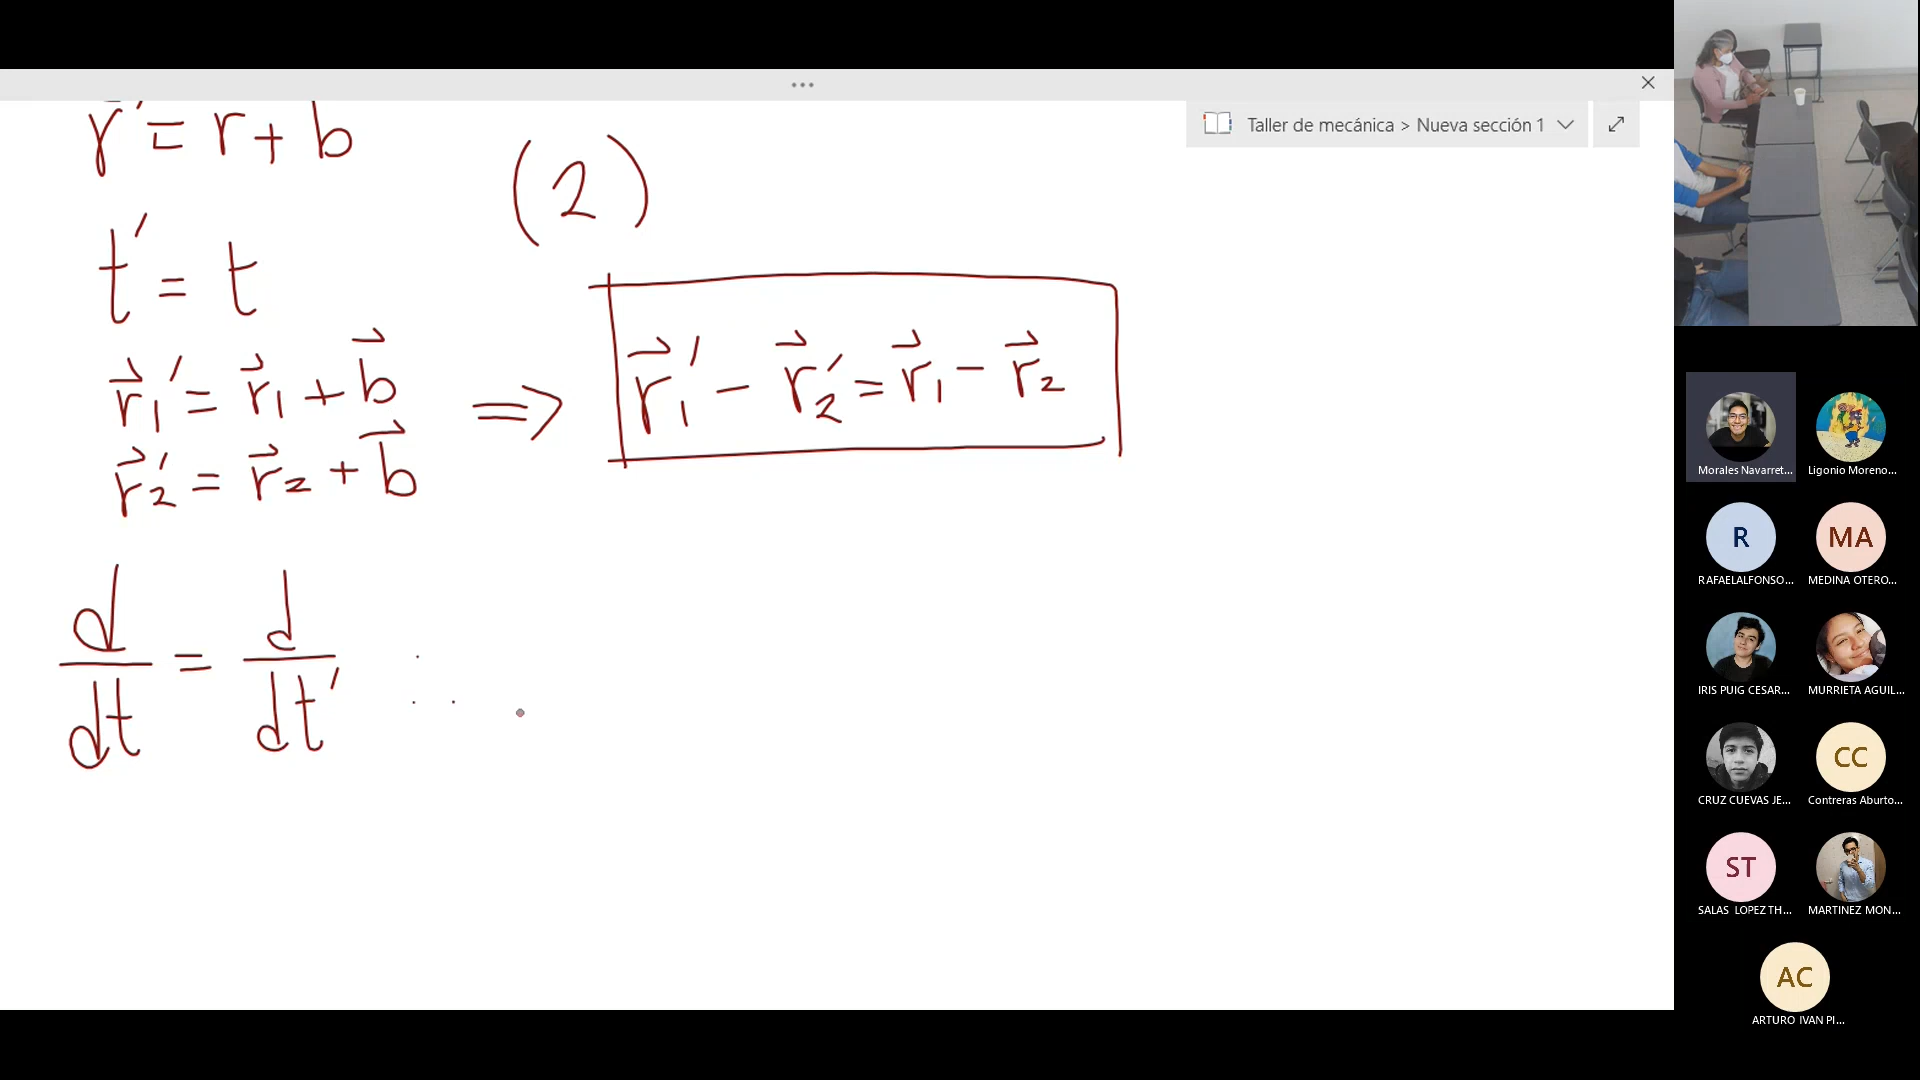 •••
Taller de mecánica > Nueva sección 1
r' = r + b
(2)
t' = t
r⃗₁' = r⃗₁ + b⃗ ⟹ r⃗₁' - r⃗₂' = r⃗₁ - r⃗₂
r⃗₂' = r⃗₂ + b⃗
d/dt = d/dt' ∴
Morales Navarret...
Ligonio Moreno...
R
RAFAELALFONSO...
MA
MEDINA OTERO...
IRIS PUIG CESAR...
MURRIETA AGUIL...
CRUZ CUEVAS JE...
CC
Contreras Aburto...
ST
SALAS LOPEZ TH...
MARTINEZ MON...
AC
ARTURO IVAN PI...